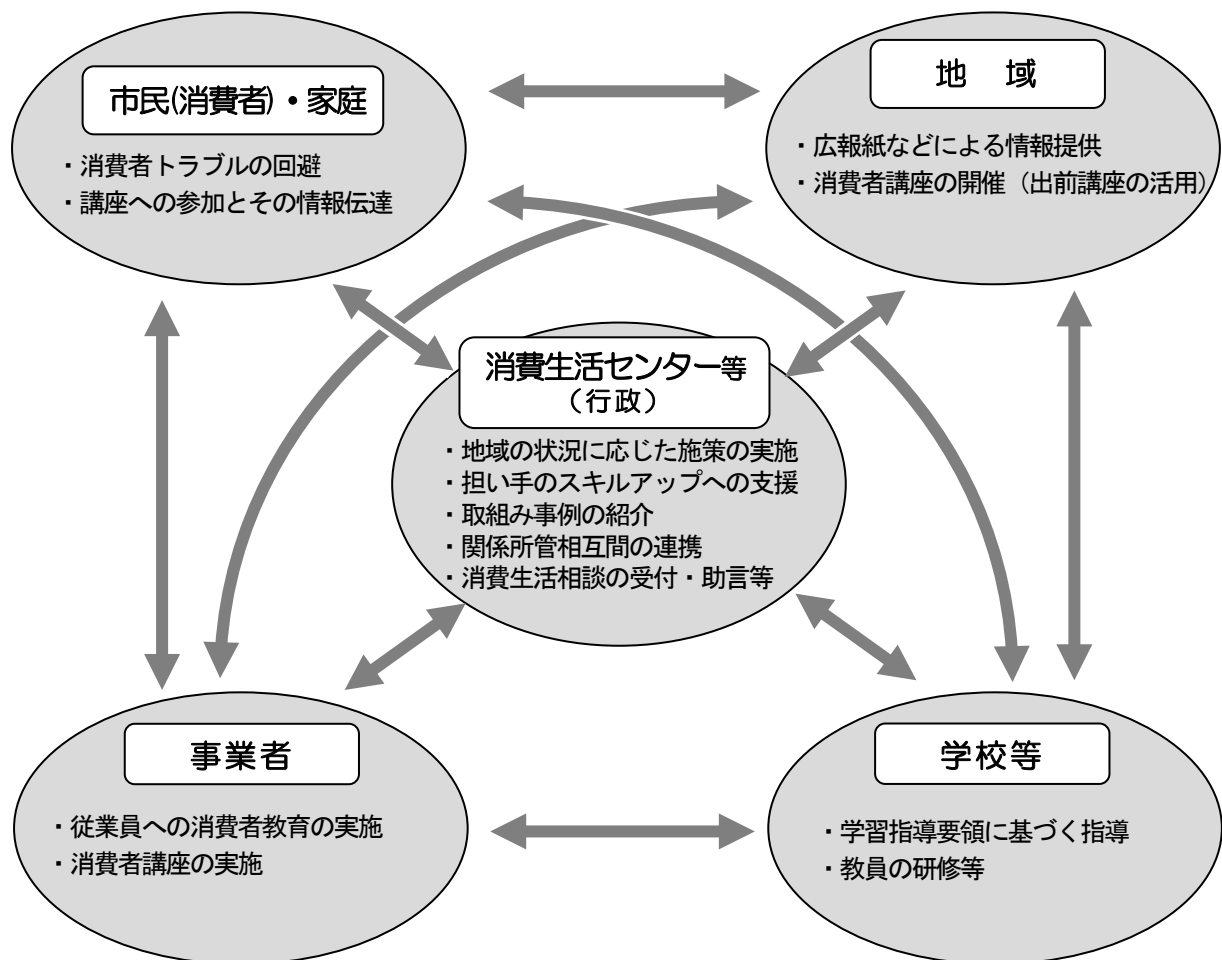 市民(消費者)・家庭
・消費者トラブルの回避
・講座への参加とその情報伝達
地　域
・広報紙などによる情報提供
・消費者講座の開催（出前講座の活用）
消費生活センター等
（行政）
・地域の状況に応じた施策の実施
・担い手のスキルアップへの支援
・取組み事例の紹介
・関係所管相互間の連携
・消費生活相談の受付・助言等
事業者
・従業員への消費者教育の実施
・消費者講座の実施
学校等
・学習指導要領に基づく指導
・教員の研修等